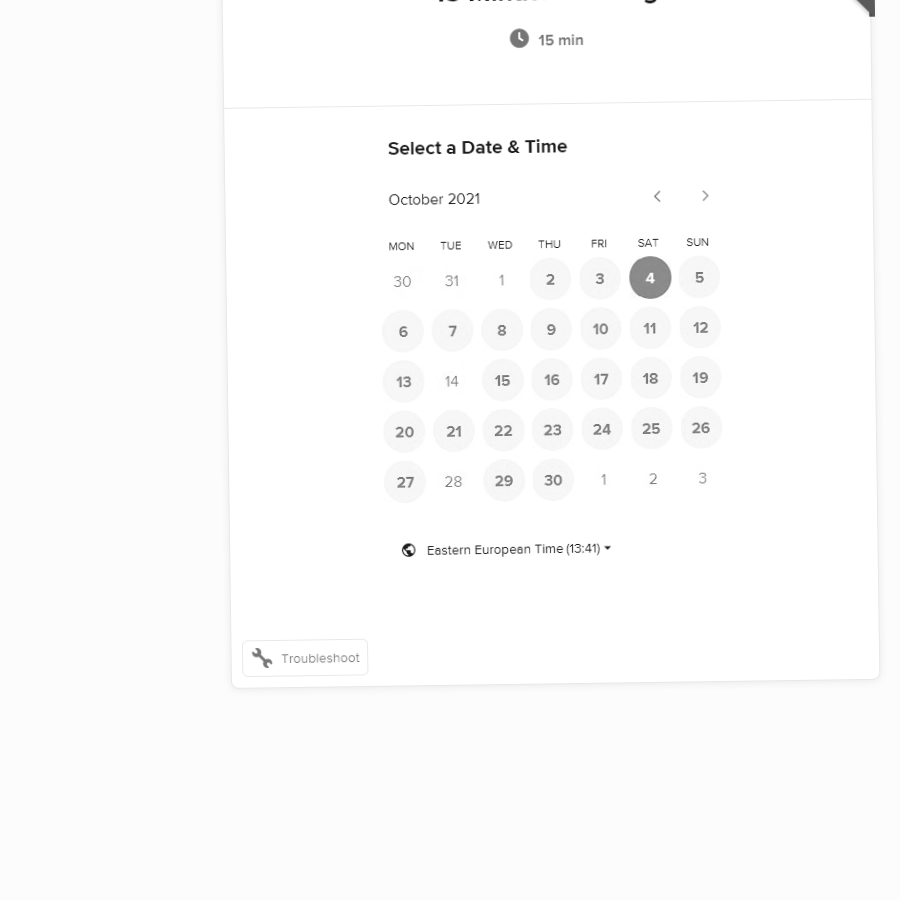 15 min
Select a Date & Time
October 2021
MON TUE WED THU FRI SAT SUN
30 31 1 2 3 4 5
6 7 8 9 10 11 12
13 14 15 16 17 18 19
20 21 22 23 24 25 26
27 28 29 30 1 2 3
Eastern European Time (13:41)
Troubleshoot